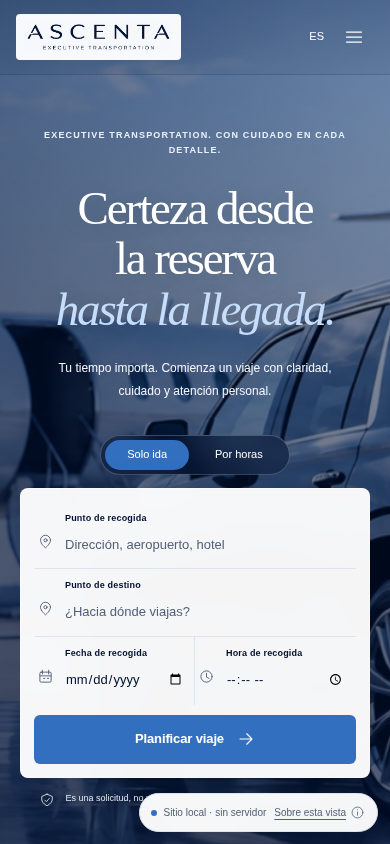 ASCENTA
EXECUTIVE TRANSPORTATION
ES
EXECUTIVE TRANSPORTATION. CON CUIDADO EN CADA
DETALLE.
Certeza desde
la reserva
hasta la llegada.
Tu tiempo importa. Comienza un viaje con claridad,
cuidado y atención personal.
Solo ida
Por horas
Punto de recogida
Dirección, aeropuerto, hotel
Punto de destino
¿Hacia dónde viajas?
Fecha de recogida
Hora de recogida
mm/dd/yyyy
--:-- --
Planificar viaje
Es una solicitud, no
Sitio local · sin servidor Sobre esta vista